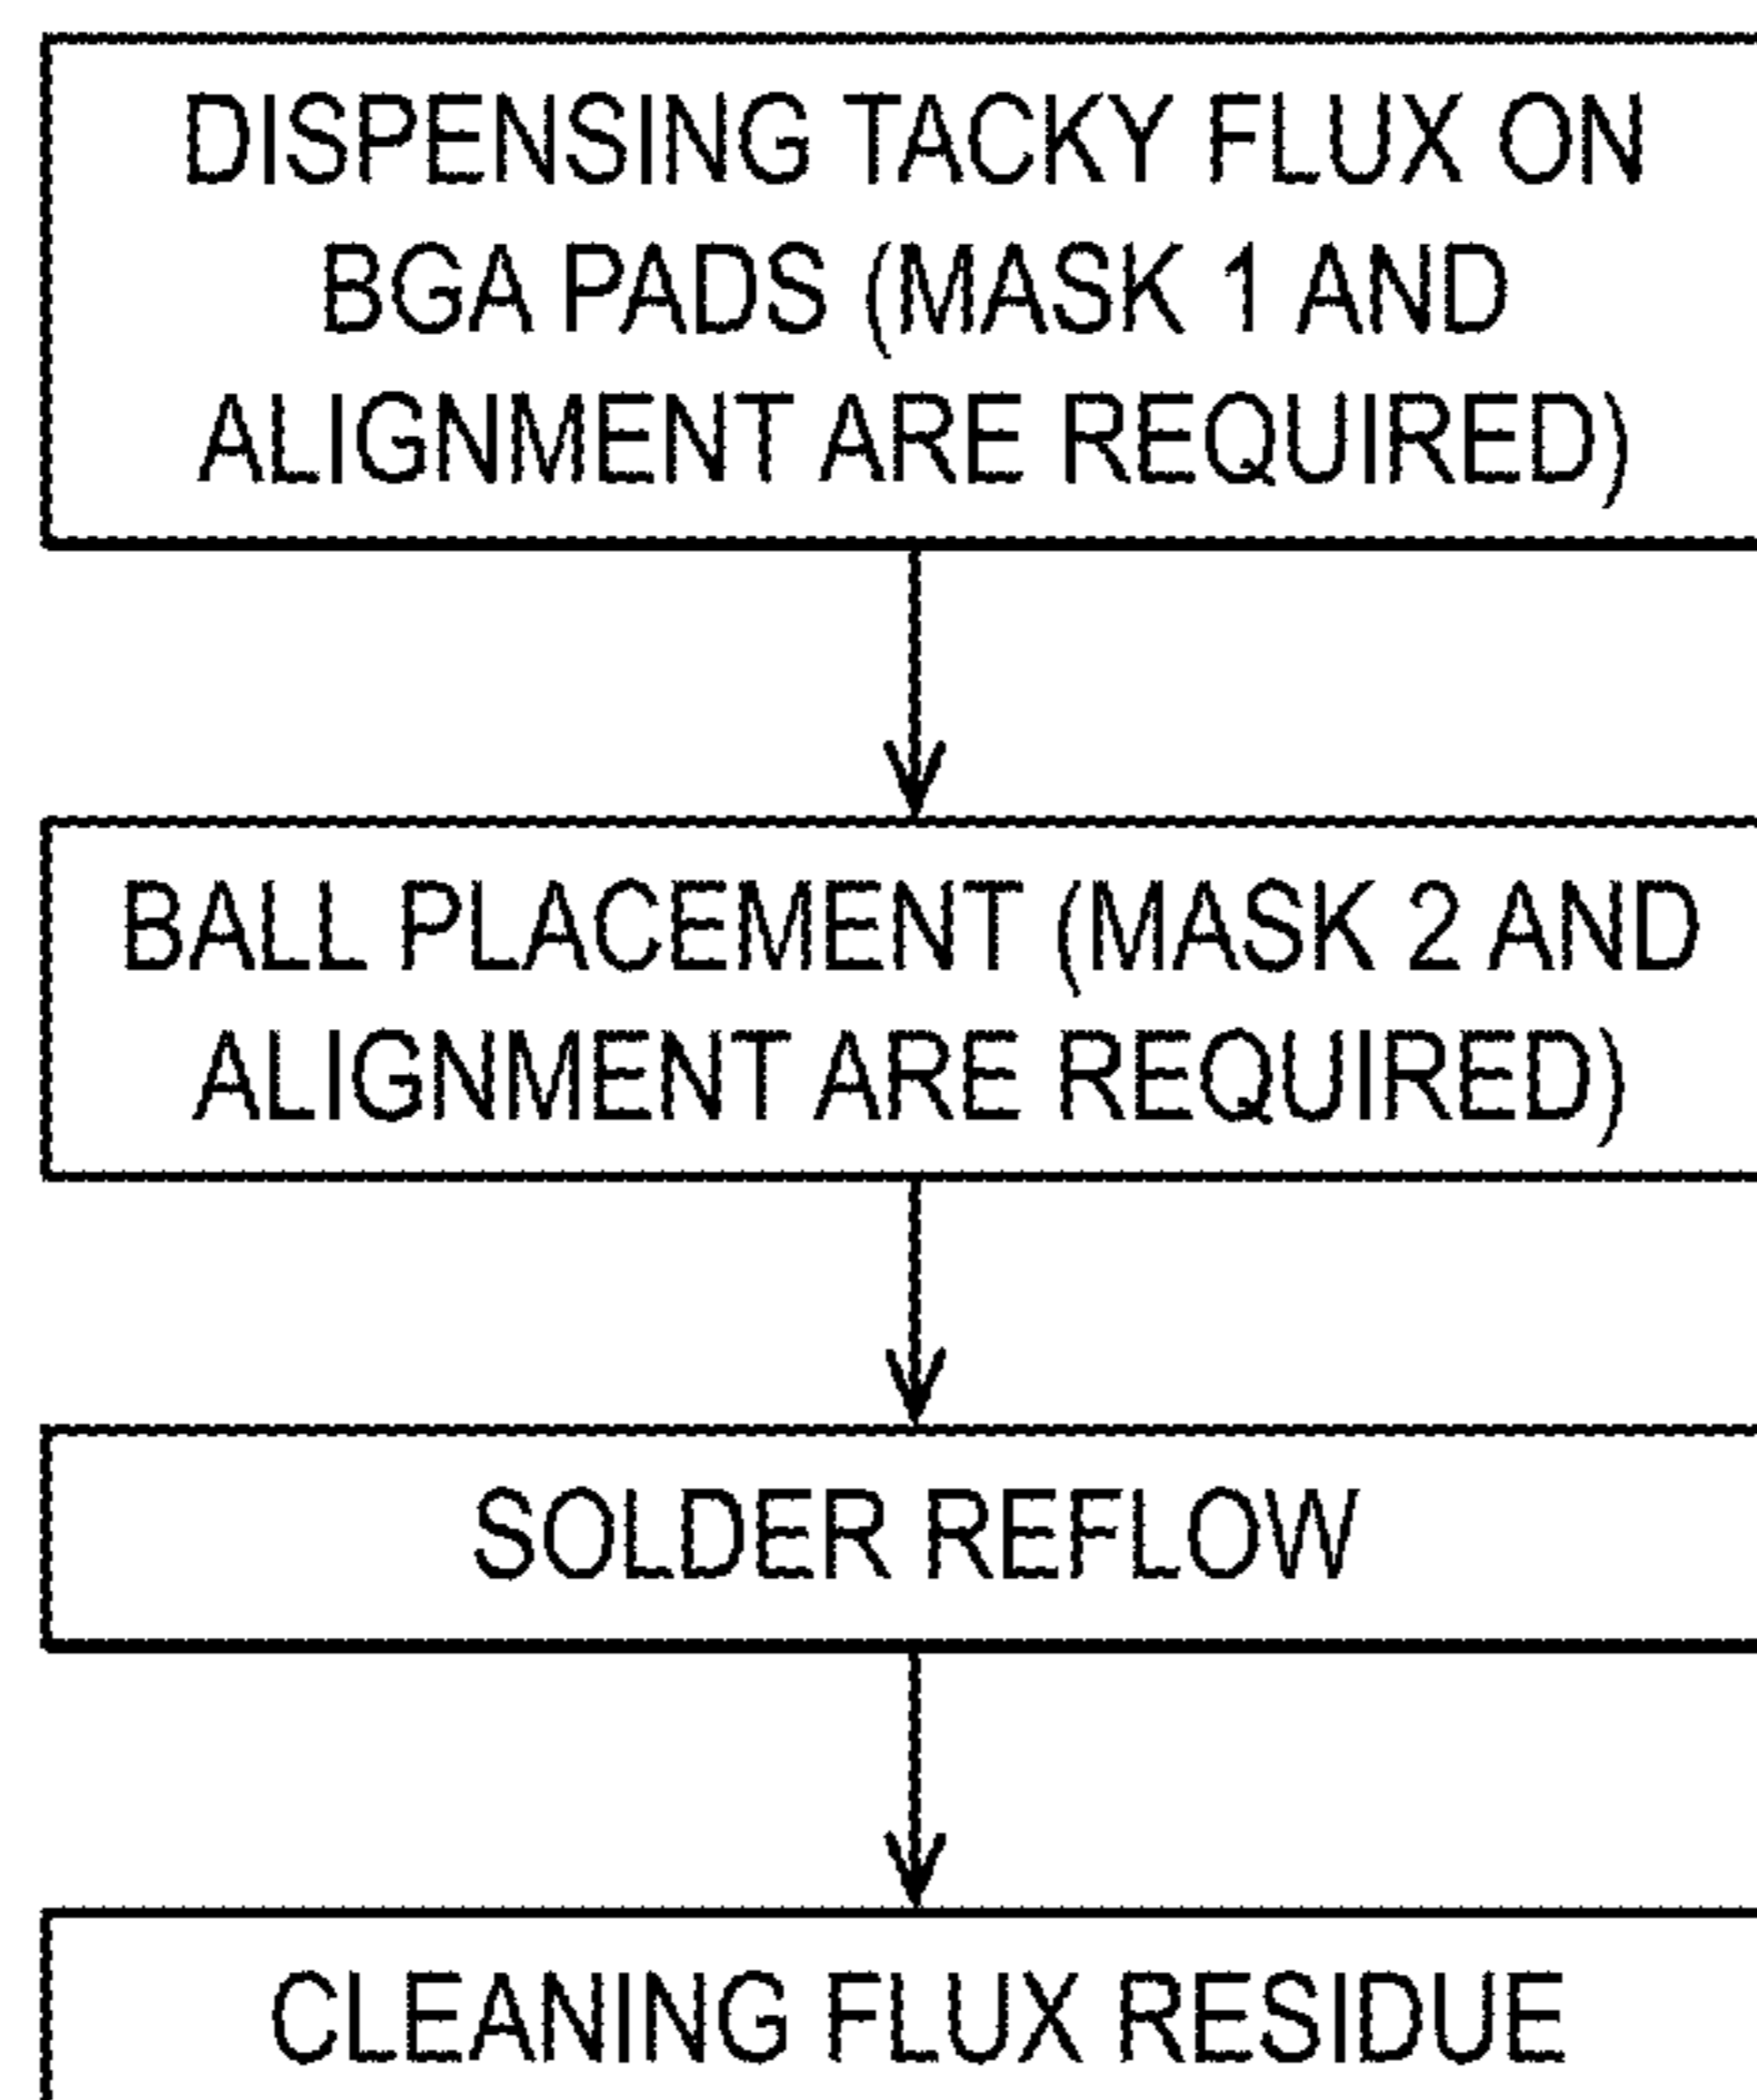 DISPENSING TACKY FLUX ON
BGA PADS (MASK 1 AND
ALIGNMENT ARE REQUIRED)
BALL PLACEMENT (MASK 2 AND
ALIGNMENT ARE REQUIRED)
SOLDER REFLOW
CLEANING FLUX RESIDUE